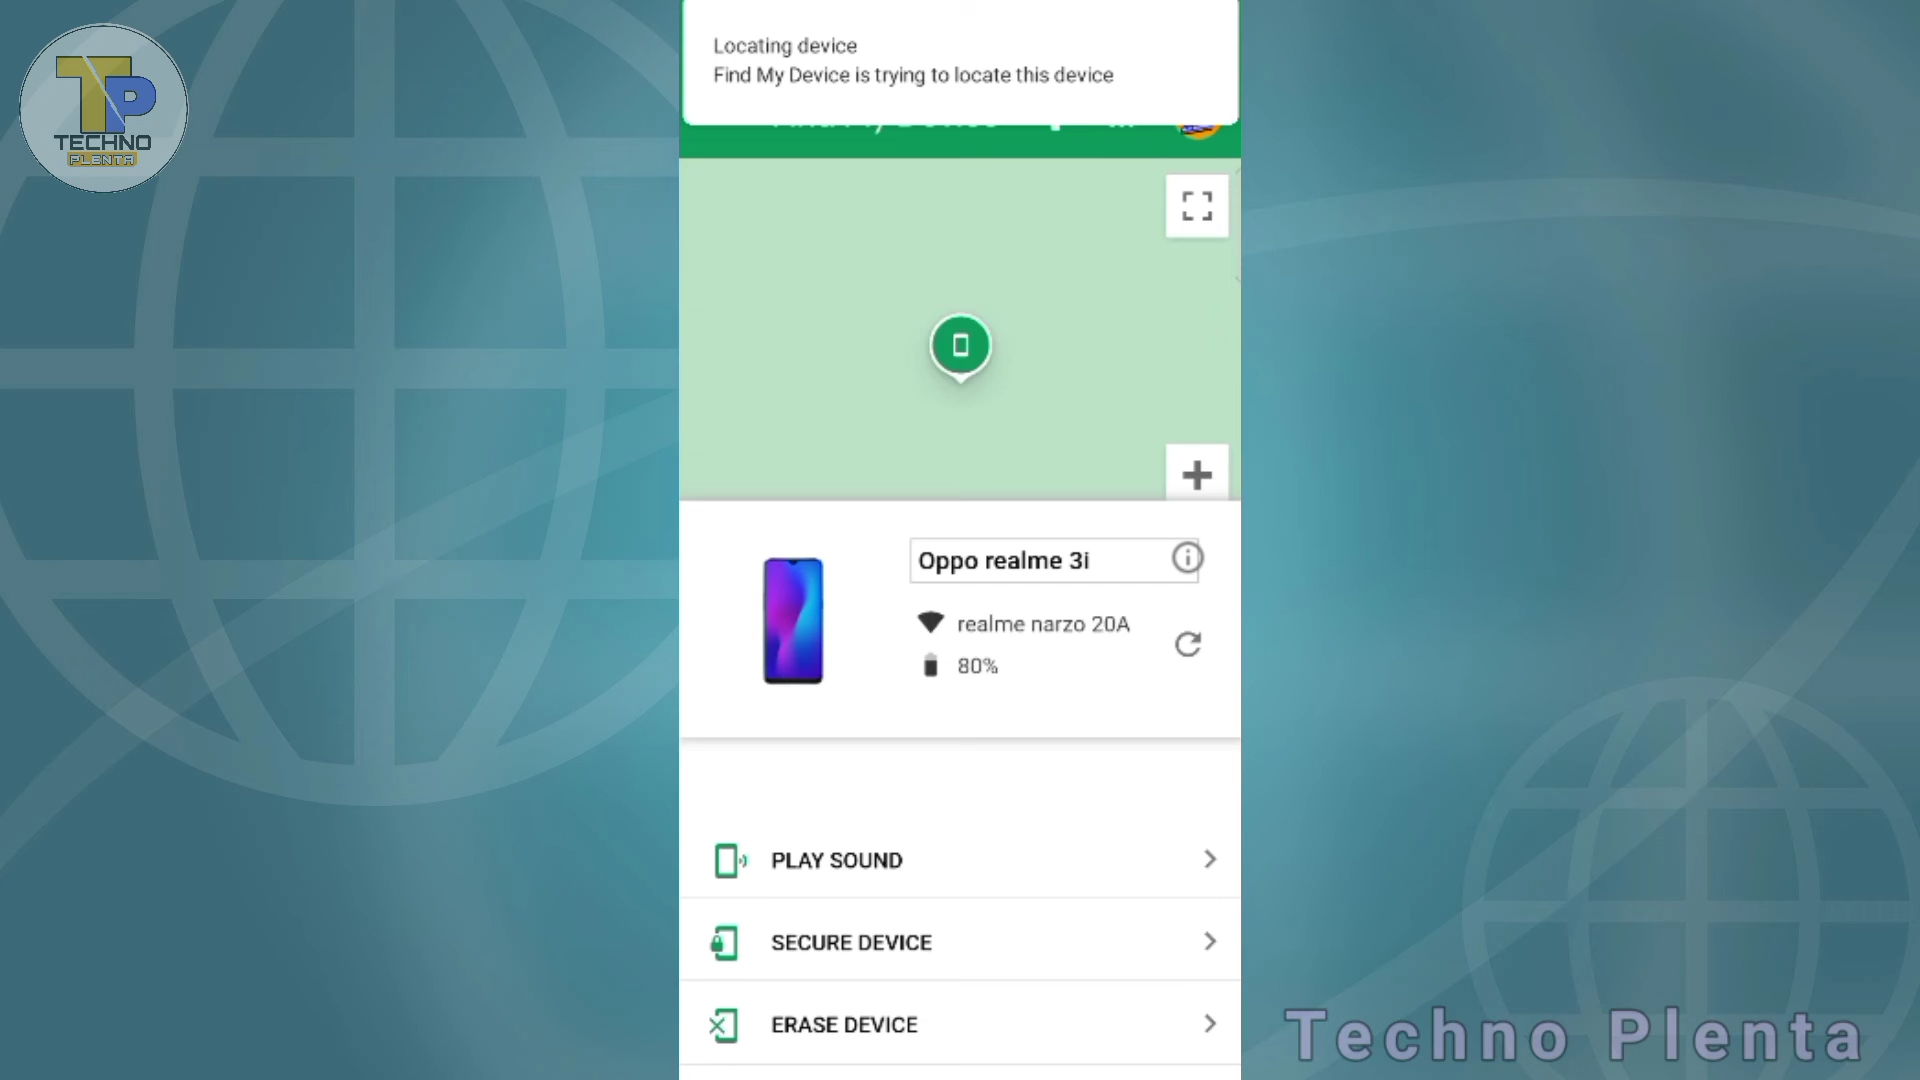 TP
TECHNO
PLENTA
Locating device
Find My Device is trying to locate this device
Oppo realme 3i
realme narzo 20A
80%
PLAY SOUND
SECURE DEVICE
ERASE DEVICE
Techno Plenta